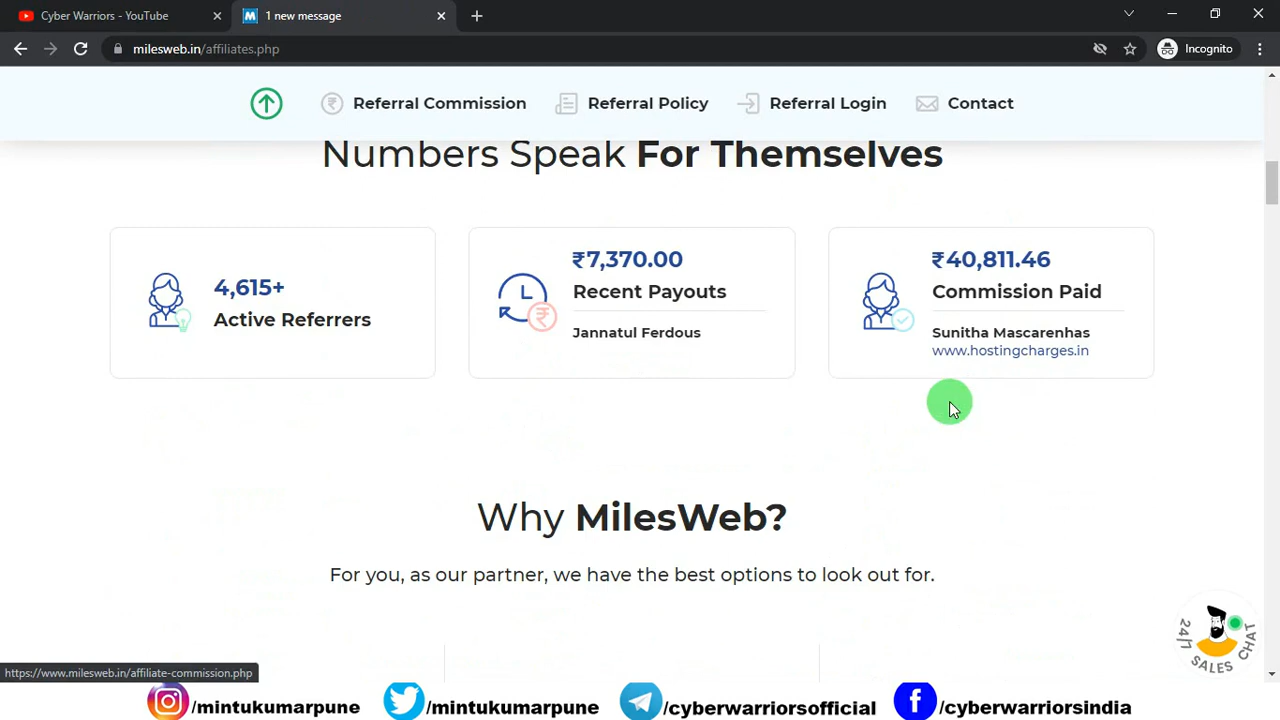 Cyber Warriors - YouTube
1 new message
milesweb.in/affiliates.php
Incognito
Referral Commission
Referral Policy
Referral Login
Contact
Numbers Speak For Themselves
4,615+
Active Referrers
₹7,370.00
Recent Payouts
Jannatul Ferdous
₹40,811.46
Commission Paid
Sunitha Mascarenhas
www.hostingcharges.in
Why MilesWeb?
For you, as our partner, we have the best options to look out for.
24/7 SALES CHAT
https://www.milesweb.in/affiliate-commission.php
/mintukumarpune
/mintukumarpune
/cyberwarriorsofficial
/cyberwarriorsindia